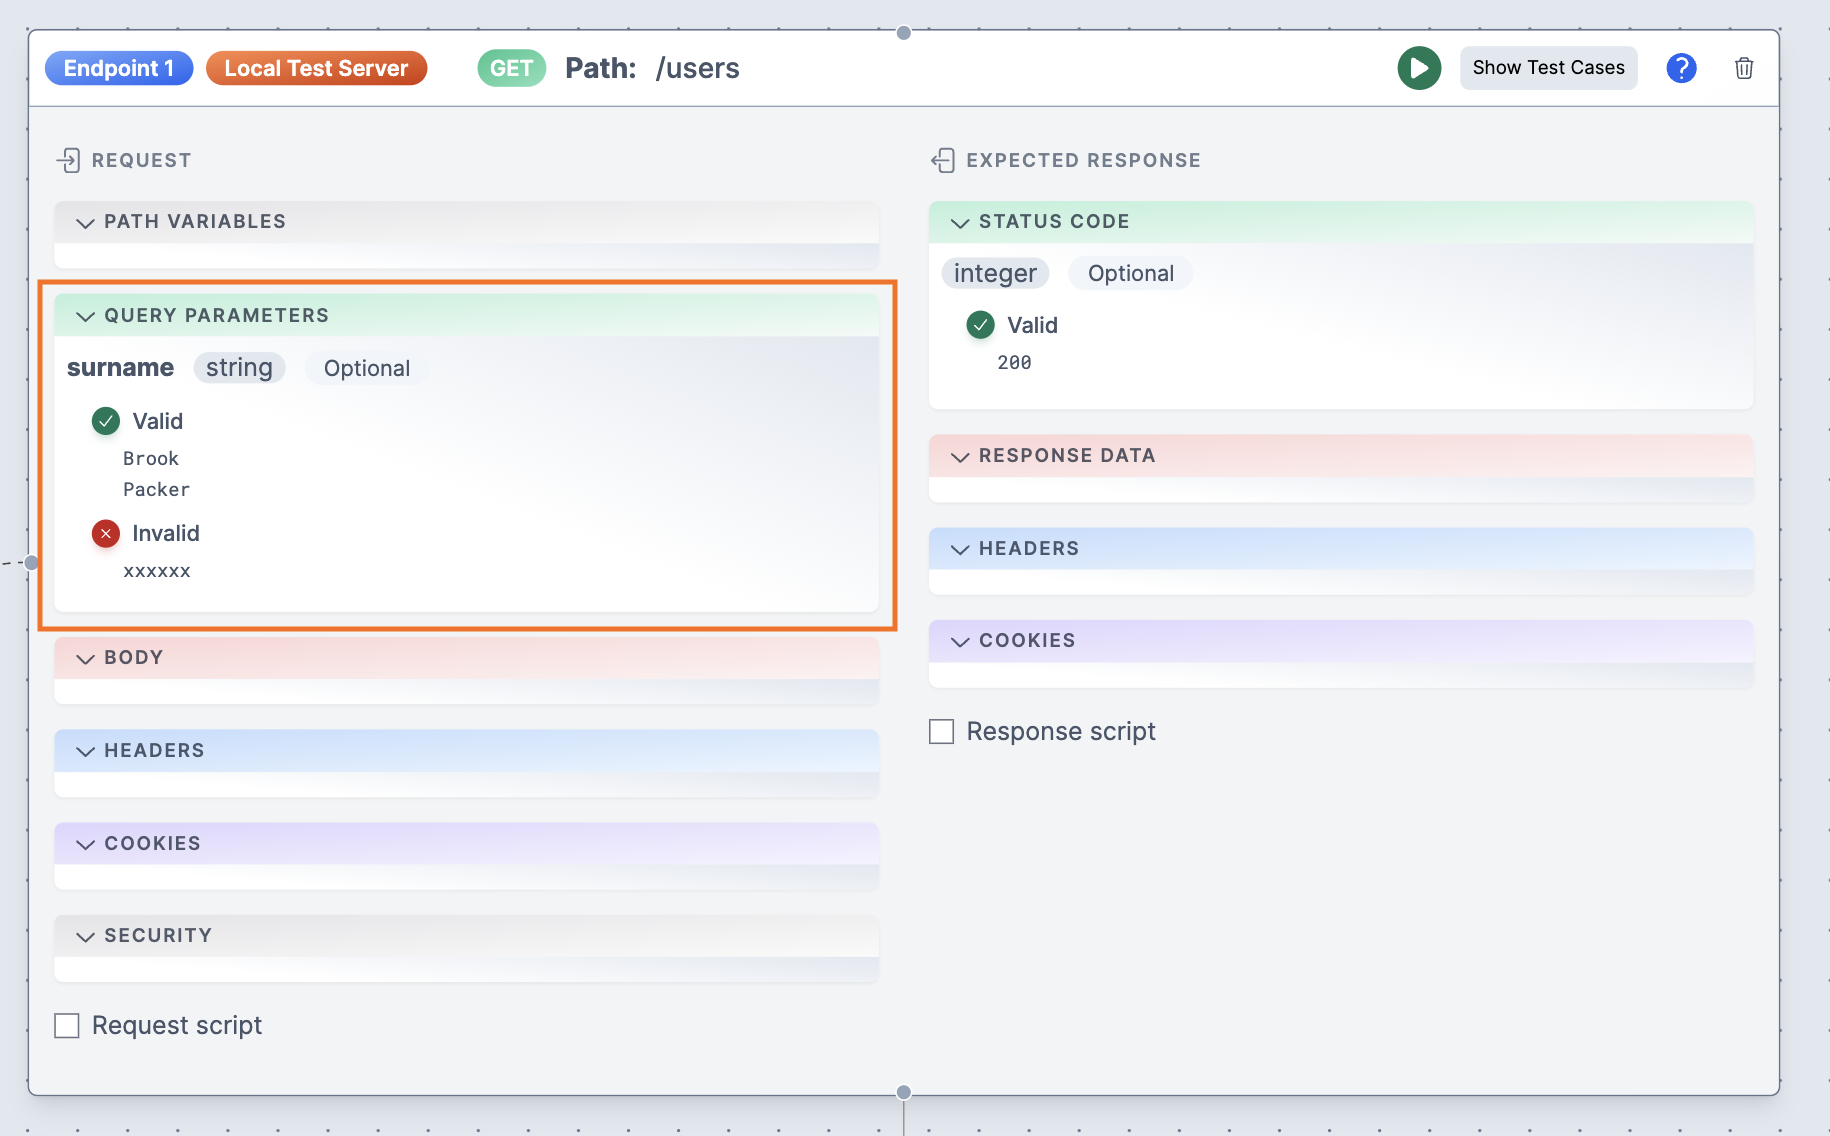 Endpoint 1 Local Test Server GET Path: /users Show Test Cases ?
REQUEST
PATH VARIABLES
QUERY PARAMETERS
surname string Optional
Valid
Brook
Packer
Invalid
xxxxxx
BODY
HEADERS
COOKIES
SECURITY
Request script
EXPECTED RESPONSE
STATUS CODE
integer Optional
Valid
200
RESPONSE DATA
HEADERS
COOKIES
Response script